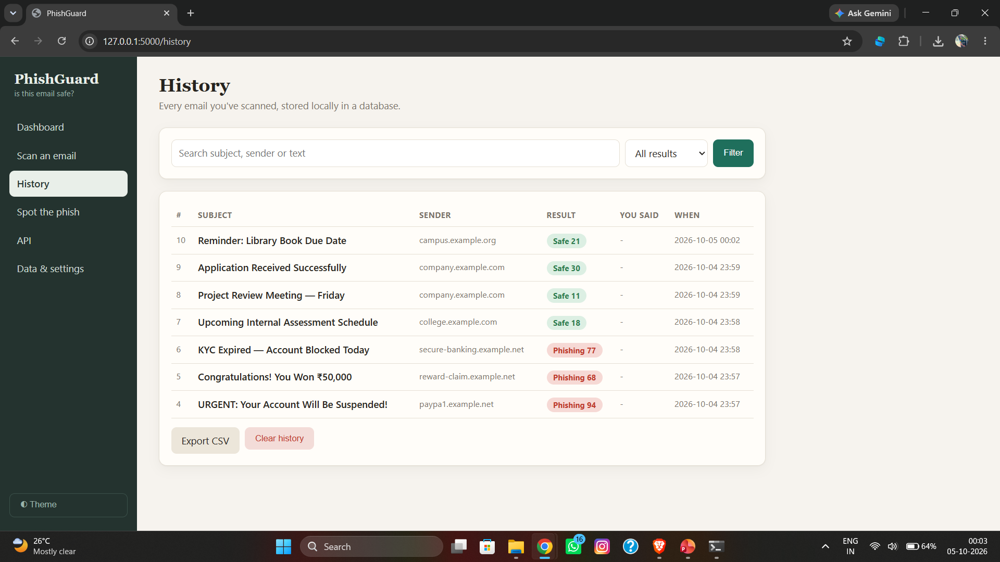 PhishGuard
Ask Gemini
127.0.0.1:5000/history
PhishGuard
is this email safe?
Dashboard
Scan an email
History
Spot the phish
API
Data & settings
◐ Theme
History
Every email you've scanned, stored locally in a database.
Search subject, sender or text
All results
Filter
# SUBJECT SENDER RESULT YOU SAID WHEN
10 Reminder: Library Book Due Date campus.example.org Safe 21 - 2026-10-05 00:02
9 Application Received Successfully company.example.com Safe 30 - 2026-10-04 23:59
8 Project Review Meeting — Friday company.example.com Safe 11 - 2026-10-04 23:59
7 Upcoming Internal Assessment Schedule college.example.com Safe 18 - 2026-10-04 23:58
6 KYC Expired — Account Blocked Today secure-banking.example.net Phishing 77 - 2026-10-04 23:58
5 Congratulations! You Won ₹50,000 reward-claim.example.net Phishing 68 - 2026-10-04 23:57
4 URGENT: Your Account Will Be Suspended! paypa1.example.net Phishing 94 - 2026-10-04 23:57
Export CSV
Clear history
26°C
Mostly clear
Search
16
ENG
IN
64%
00:03
05-10-2026